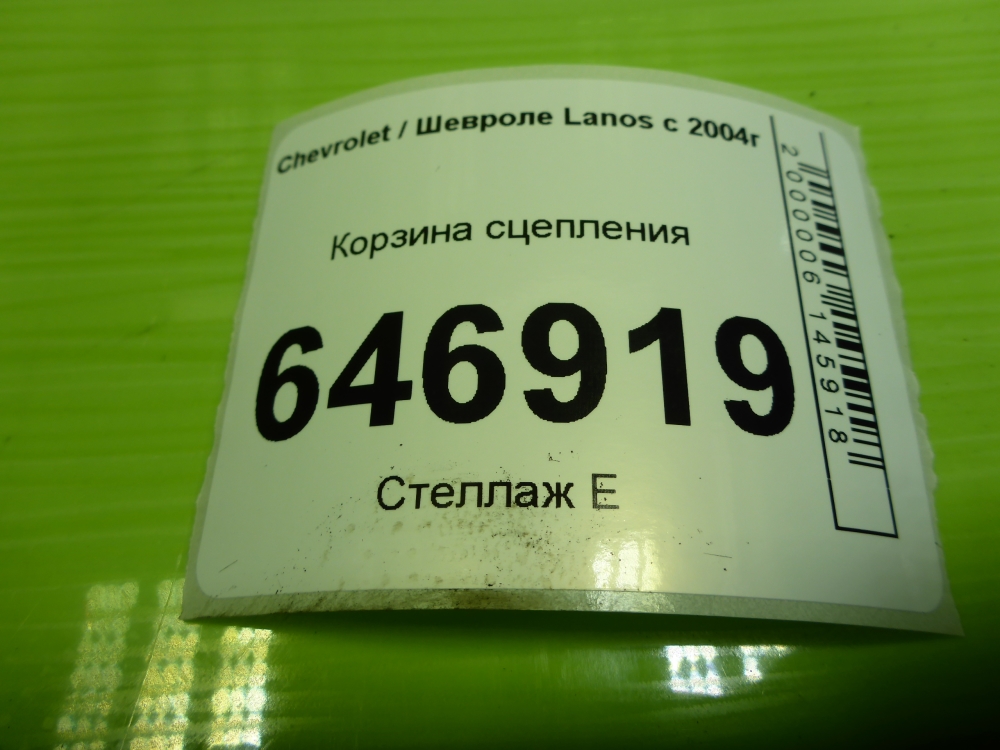 Chevrolet / Шевроле Lanos с 2004г
Корзина сцепления
646919
Стеллаж E
2000006145918